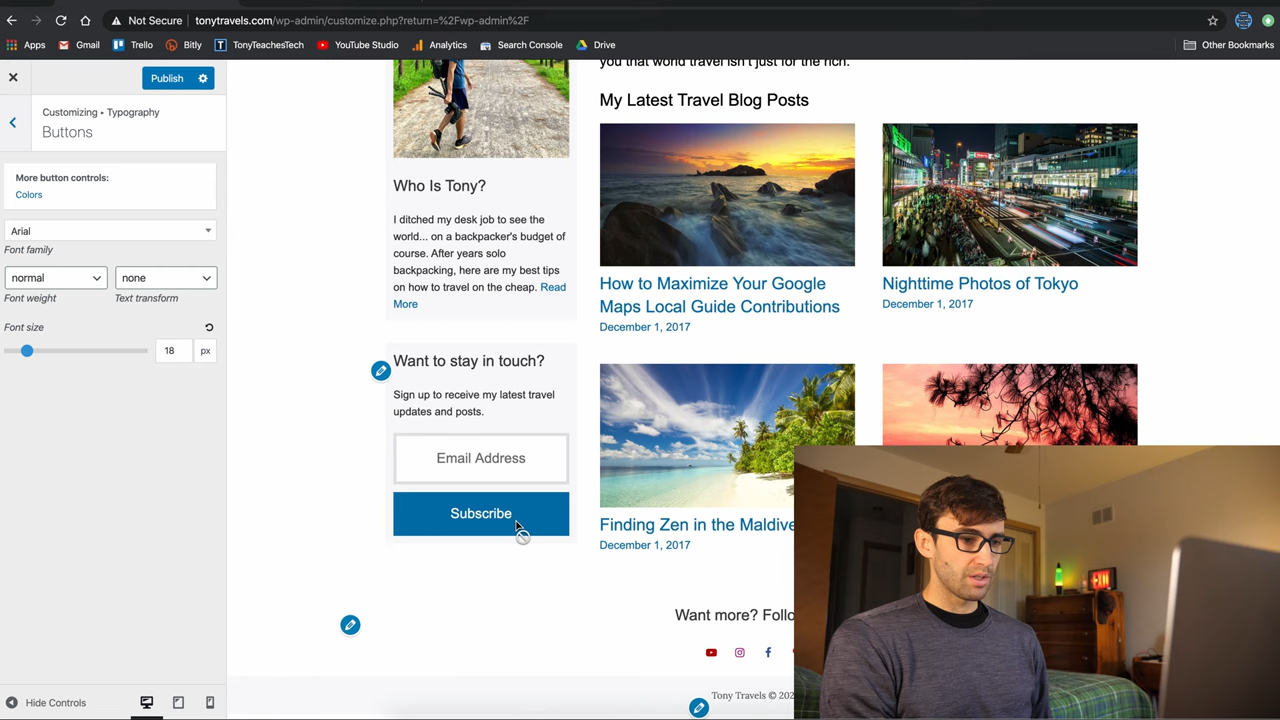 Not Secure
tonytravels.com/wp-admin/customize.php?return=%2Fwp-admin%2F
Apps
Gmail
Trello
Bitly
TonyTeachesTech
YouTube Studio
Analytics
Search Console
Drive
Other Bookmarks
Publish
Customizing ▸ Typography
Buttons
More button controls:
Colors
Arial
Font family
normal
none
Font weight
Text transform
Font size
18
px
Hide Controls
Who Is Tony?
I ditched my desk job to see the
world... on a backpacker's budget of
course. After years solo
backpacking, here are my best tips
on how to travel on the cheap. Read
More
Want to stay in touch?
Sign up to receive my latest travel
updates and posts.
Email Address
Subscribe
you that world travel isn't just for the rich.
My Latest Travel Blog Posts
How to Maximize Your Google
Maps Local Guide Contributions
December 1, 2017
Nighttime Photos of Tokyo
December 1, 2017
Finding Zen in the Maldive
December 1, 2017
Want more? Follo
Tony Travels © 202